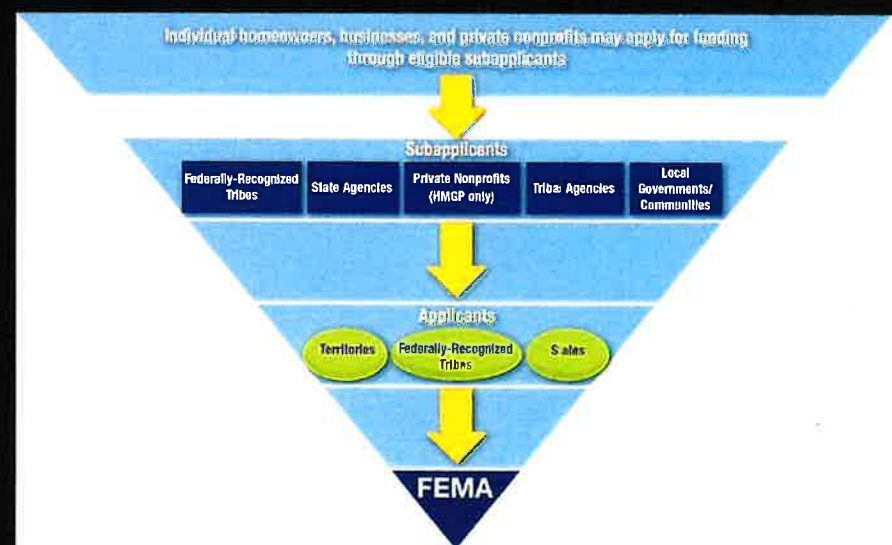 Individual homeowners, businesses, and private nonprofits may apply for funding
through eligible subapplicants
Subapplicants
Federally-Recognized
Tribes
State Agencies
Private Nonprofits
(HMGP only)
Tribal Agencies
Local
Governments/
Communities
Applicants
Territories
Federally-Recognized
Tribes
States
FEMA